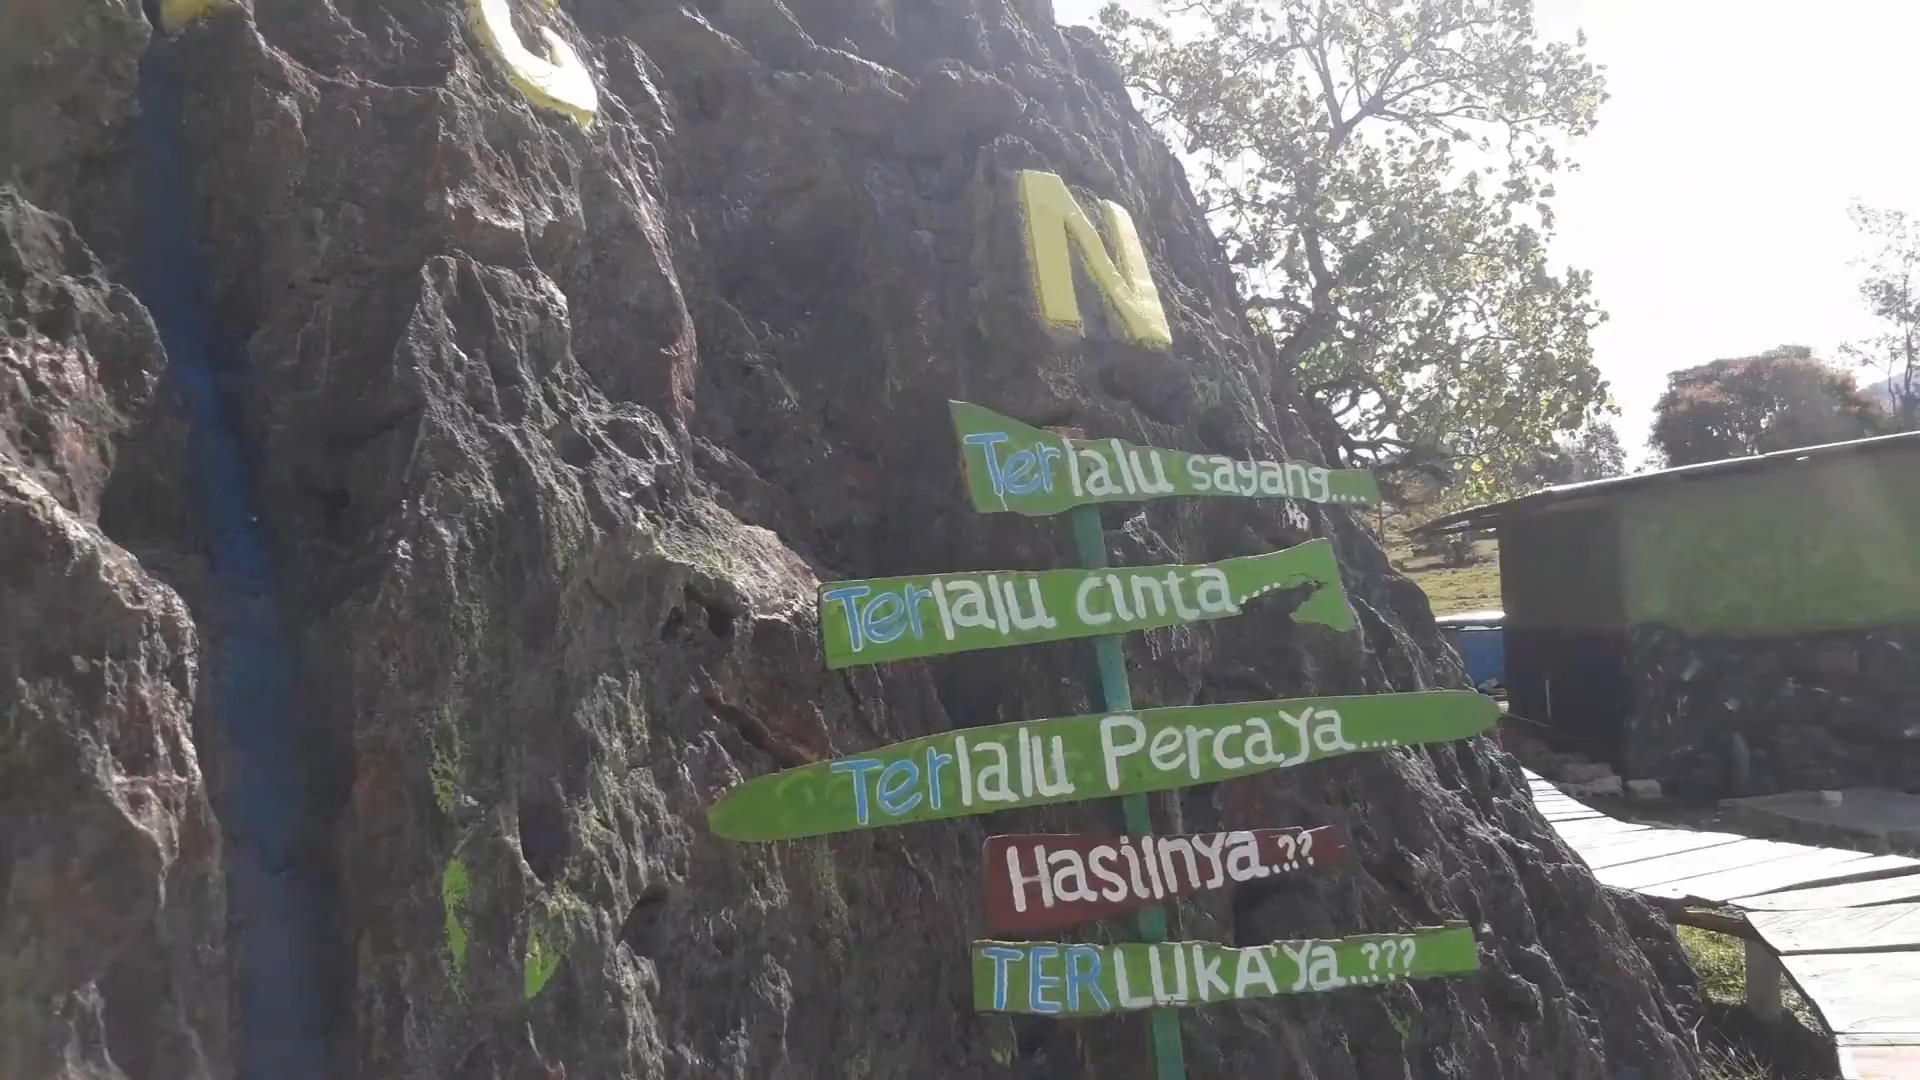 N
Terlalu sayang....
Terlalu cinta....
Terlalu Percaya....
Hasilnya..??
TERLUKA'Ya..???